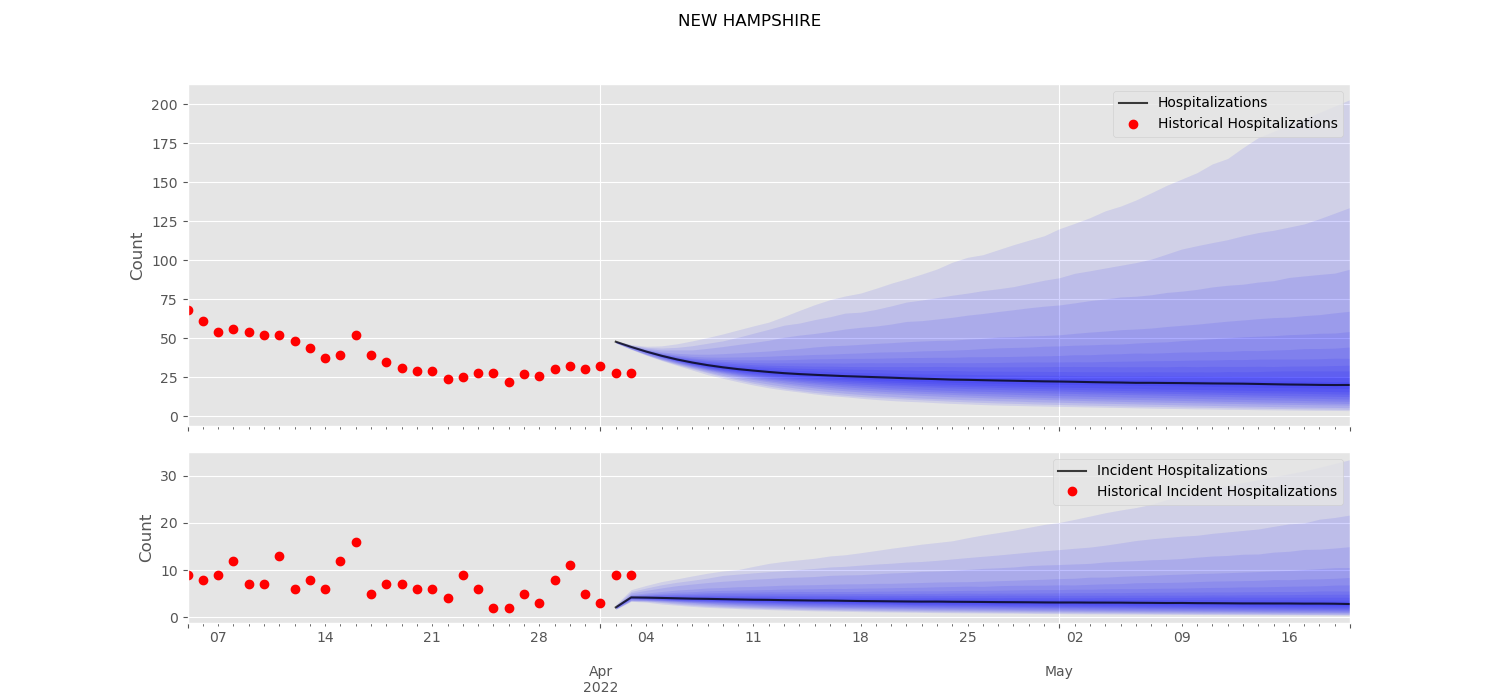 NEW HAMPSHIRE
Hospitalizations
Historical Hospitalizations
200
175
150
125
100
75
50
25
0
Count
Incident Hospitalizations
Historical Incident Hospitalizations
30
20
10
0
Count
07 14 21 28 04 11 18 25 02 09 16
Apr May
2022